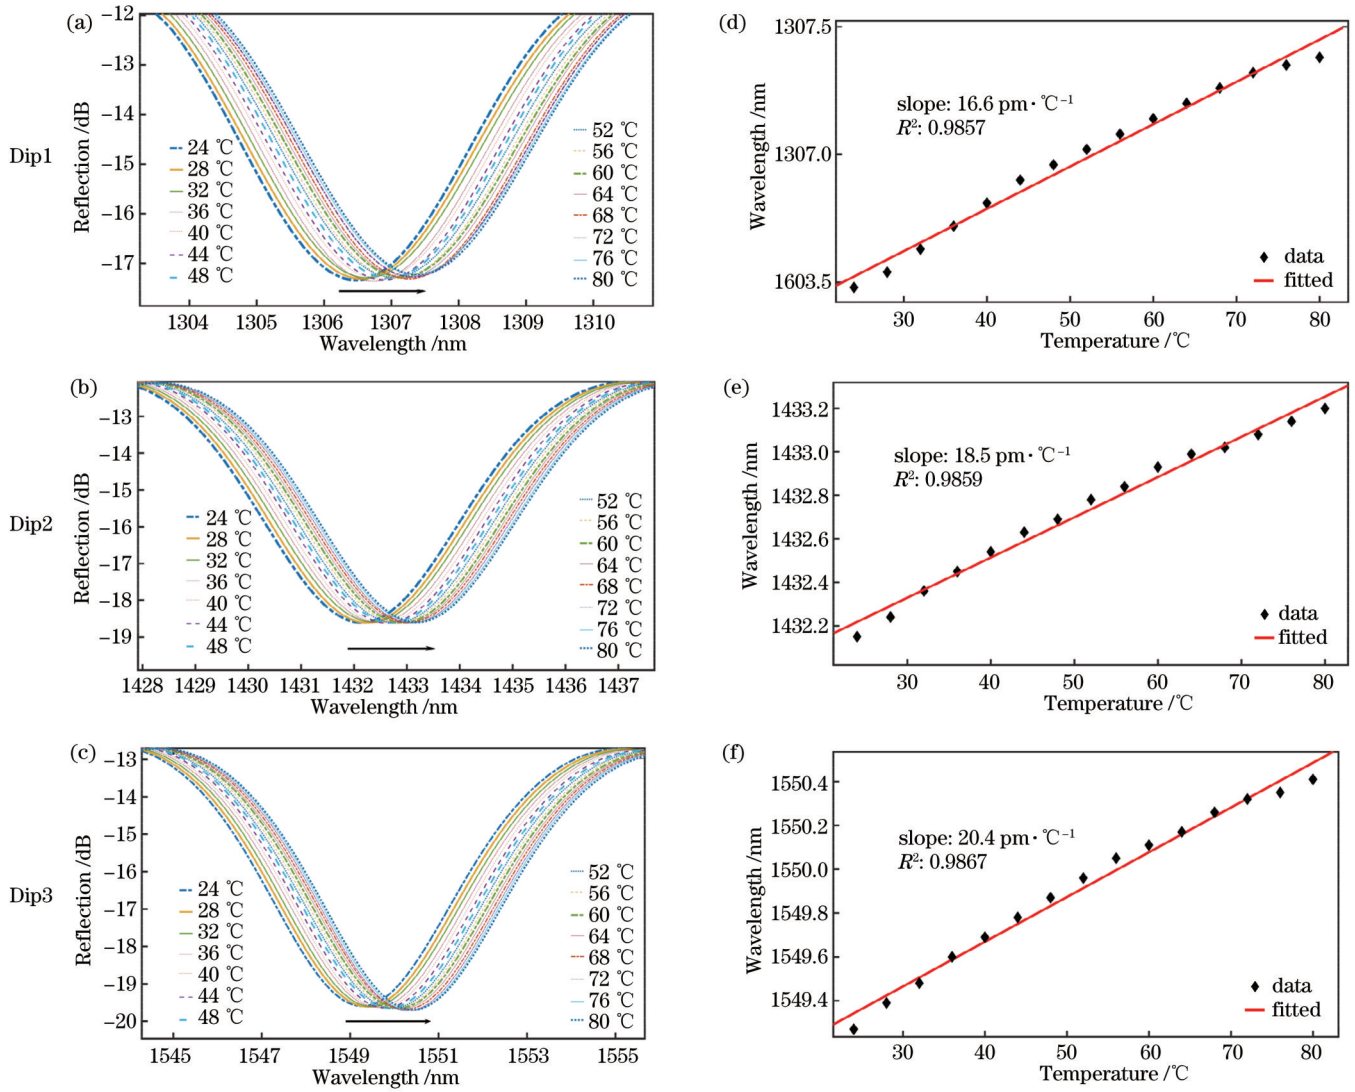 (a)
Dip1
Reflection /dB
−12
−13
−14
−15
−16
−17
24 ℃
28 ℃
32 ℃
36 ℃
40 ℃
44 ℃
48 ℃
52 ℃
56 ℃
60 ℃
64 ℃
68 ℃
72 ℃
76 ℃
80 ℃
1304 1305 1306 1307 1308 1309 1310
Wavelength /nm
(d)
Wavelength /nm
1307.5
1307.0
1603.5
slope: 16.6 pm·℃⁻¹
R²: 0.9857
data
fitted
30 40 50 60 70 80
Temperature /℃
(b)
Dip2
Reflection /dB
−13
−14
−15
−16
−17
−18
−19
24 ℃
28 ℃
32 ℃
36 ℃
40 ℃
44 ℃
48 ℃
52 ℃
56 ℃
60 ℃
64 ℃
68 ℃
72 ℃
76 ℃
80 ℃
1428 1429 1430 1431 1432 1433 1434 1435 1436 1437
Wavelength /nm
(e)
Wavelength /nm
1433.2
1433.0
1432.8
1432.6
1432.4
1432.2
slope: 18.5 pm·℃⁻¹
R²: 0.9859
data
fitted
30 40 50 60 70 80
Temperature /℃
(c)
Dip3
Reflection /dB
−13
−14
−15
−16
−17
−18
−19
−20
24 ℃
28 ℃
32 ℃
36 ℃
40 ℃
44 ℃
48 ℃
52 ℃
56 ℃
60 ℃
64 ℃
68 ℃
72 ℃
76 ℃
80 ℃
1545 1547 1549 1551 1553 1555
Wavelength /nm
(f)
Wavelength /nm
1550.4
1550.2
1550.0
1549.8
1549.6
1549.4
slope: 20.4 pm·℃⁻¹
R²: 0.9867
data
fitted
30 40 50 60 70 80
Temperature /℃